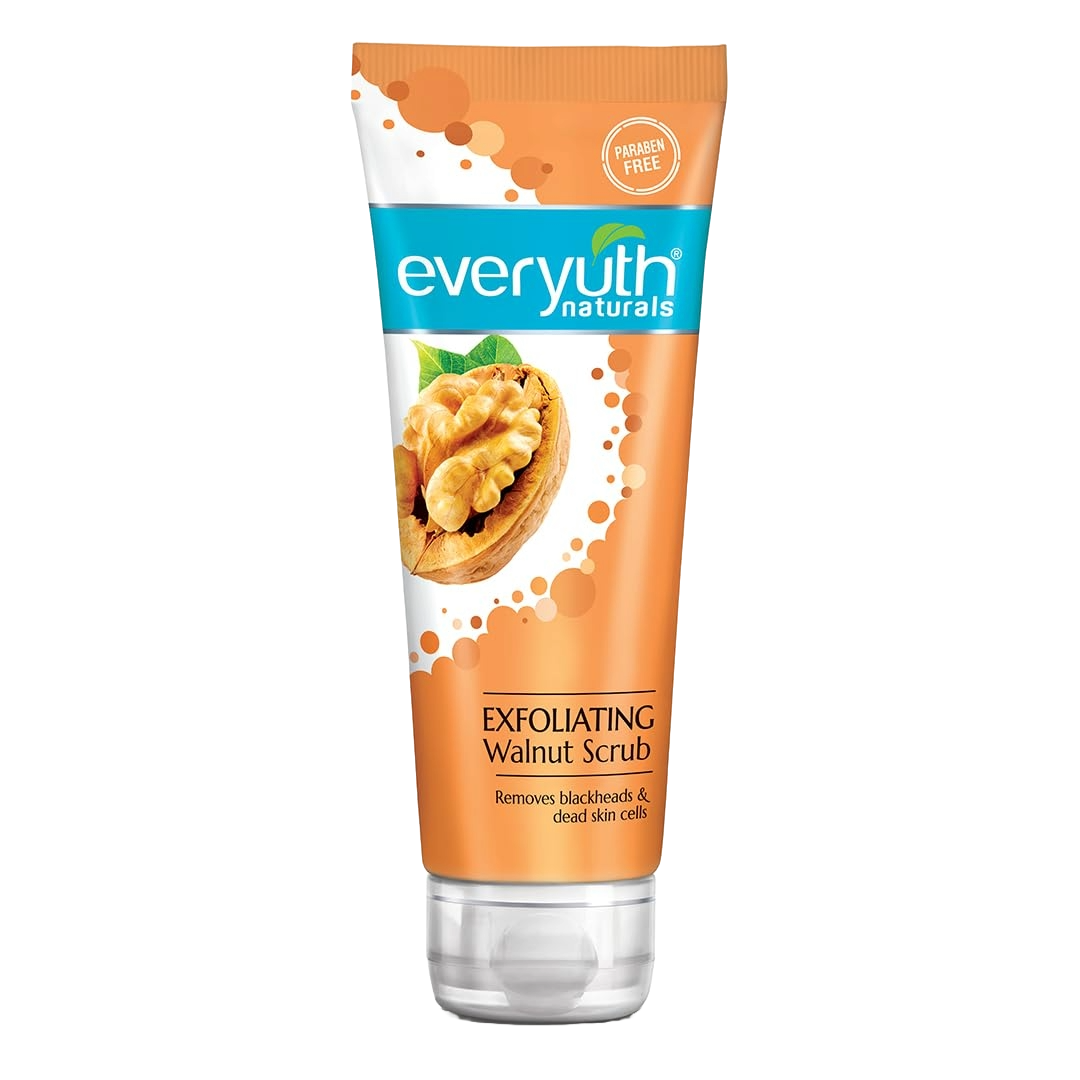 PARABEN
FREE
everyuth®
naturals
EXFOLIATING
Walnut Scrub
Removes blackheads &
dead skin cells